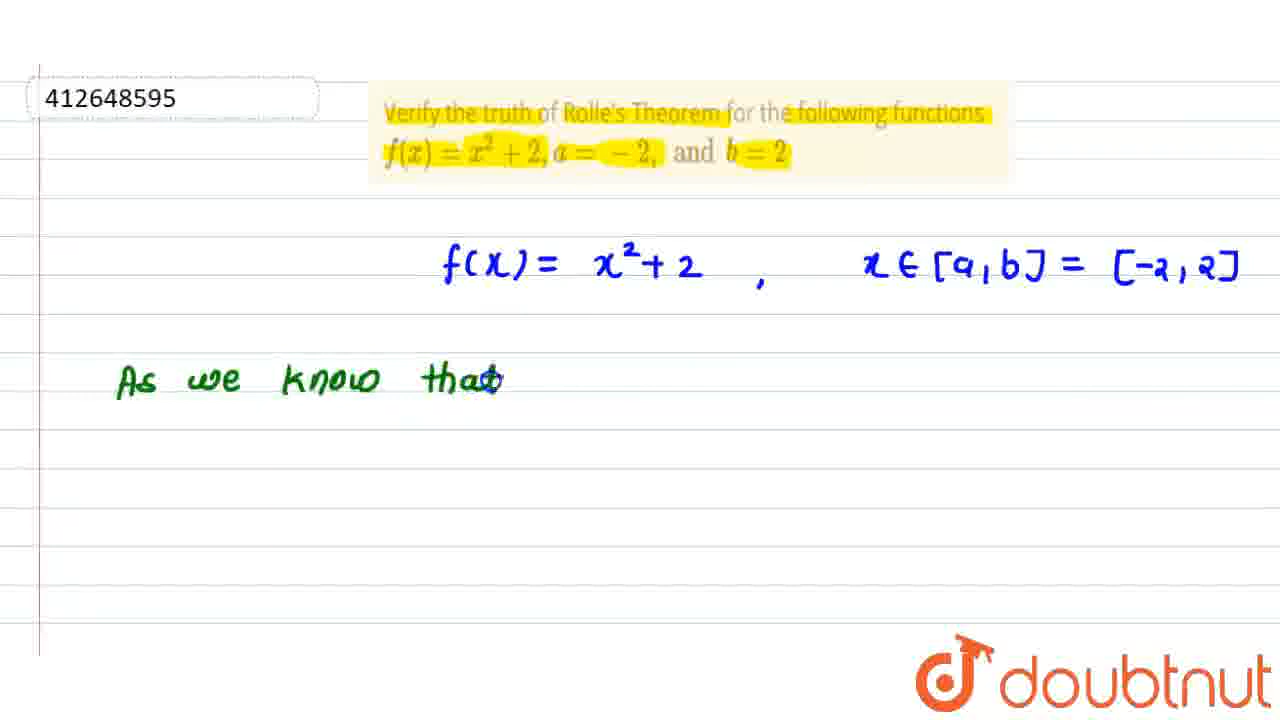 412648595
Verify the truth of Rolle's Theorem for the following functions
f(x) = x² + 2, a = −2, and b = 2
f(x) = x² + 2 , x ∈ [a, b] = [-2, 2]
As we know that
doubtnut